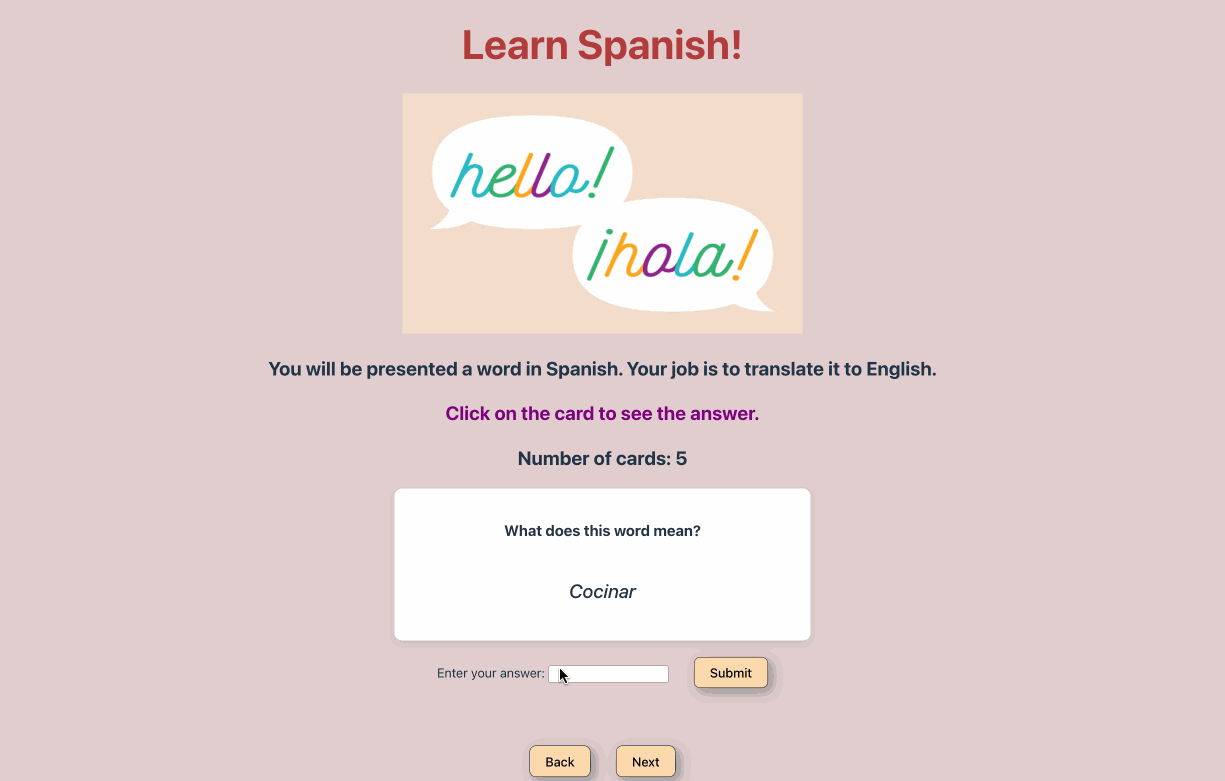 Learn Spanish!
hello!
¡hola!
You will be presented a word in Spanish. Your job is to translate it to English.
Click on the card to see the answer.
Number of cards: 5
What does this word mean?
Cocinar
Enter your answer:
Submit
Back
Next